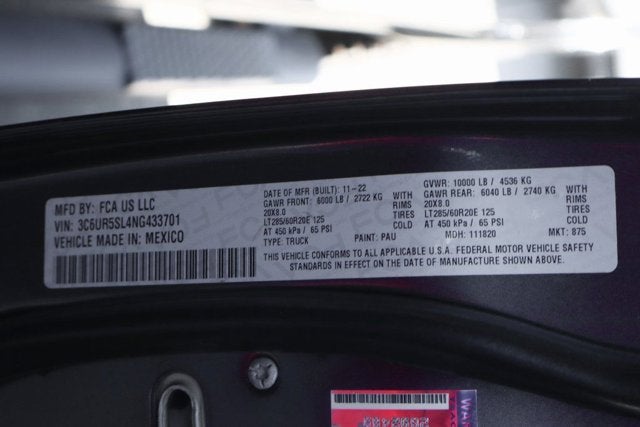 MFD BY: FCA US LLC
VIN: 3C6UR5SL4NG433701
VEHICLE MADE IN: MEXICO
DATE OF MFR (BUILT): 11-22
GAWR FRONT: 6000 LB / 2722 KG WITH
20X8.0 RIMS
LT285/60R20E 125 TIRES
AT 450 kPa / 65 PSI COLD
TYPE: TRUCK PAINT: PAU
GVWR: 10000 LB / 4536 KG
GAWR REAR: 6040 LB / 2740 KG WITH
20X8.0 RIMS
LT285/60R20E 125 TIRES
AT 450 kPa / 65 PSI COLD
MDH: 111820 MKT: 875
THIS VEHICLE CONFORMS TO ALL APPLICABLE U.S.A. FEDERAL MOTOR VEHICLE SAFETY
STANDARDS IN EFFECT ON THE DATE OF MANUFACTURE SHOWN ABOVE.